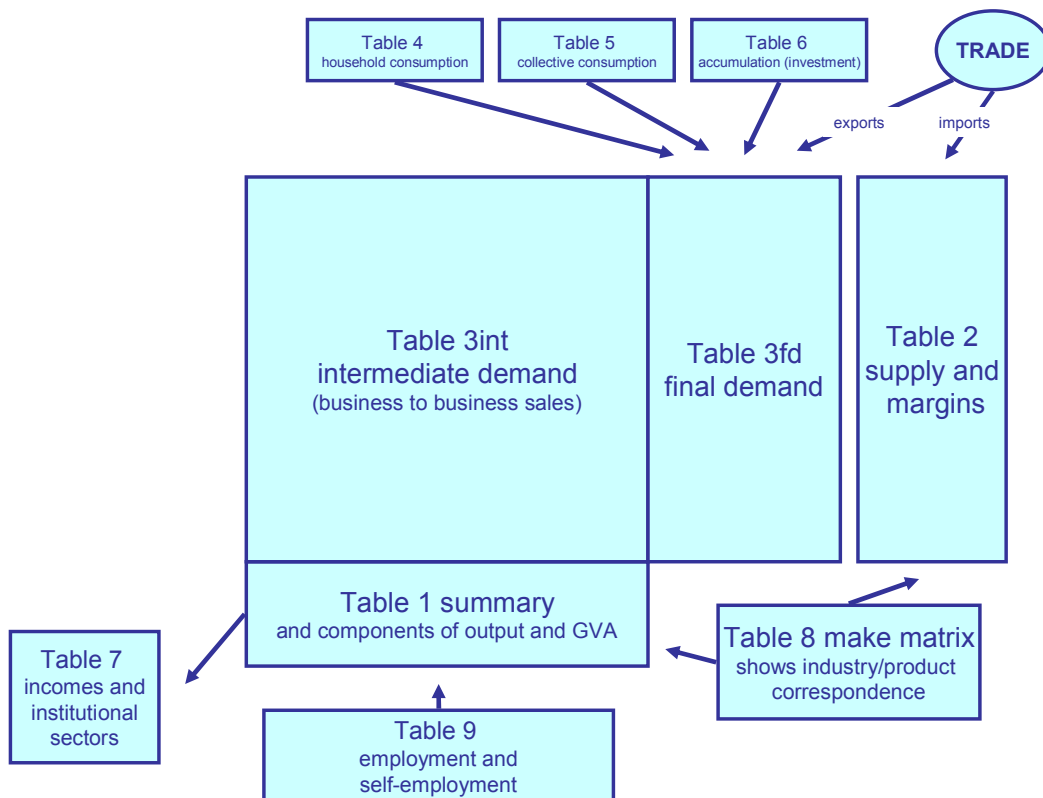 Table 4
household consumption
Table 5
collective consumption
Table 6
accumulation (investment)
TRADE
exports
imports
Table 3int
intermediate demand
(business to business sales)
Table 3fd
final demand
Table 2
supply and
margins
Table 1 summary
and components of output and GVA
Table 8 make matrix
shows industry/product
correspondence
Table 7
incomes and
institutional
sectors
Table 9
employment and
self-employment